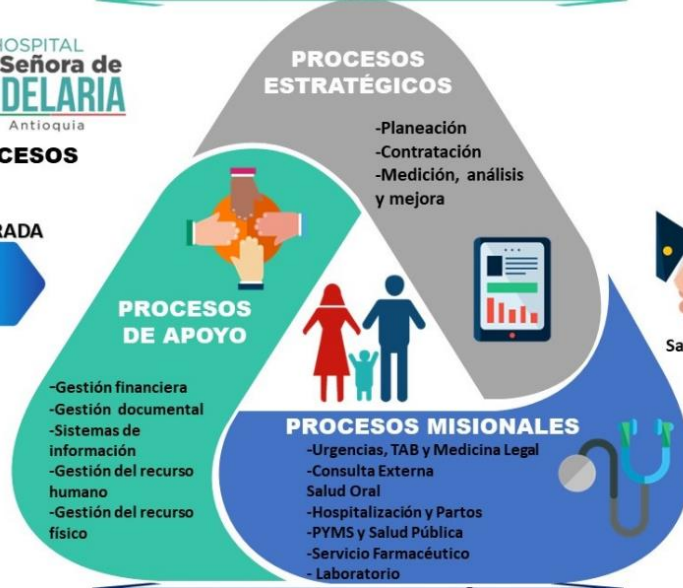 HOSPITAL
Señora de
DELARIA
Antioquia
CESOS
RADA
PROCESOS
ESTRATÉGICOS
-Planeación
-Contratación
-Medición, análisis
y mejora
PROCESOS
DE APOYO
-Gestión financiera
-Gestión documental
-Sistemas de
información
-Gestión del recurso
humano
-Gestión del recurso
físico
PROCESOS MISIONALES
-Urgencias, TAB y Medicina Legal
-Consulta Externa
Salud Oral
-Hospitalización y Partos
-PYMS y Salud Pública
-Servicio Farmacéutico
- Laboratorio
Sa